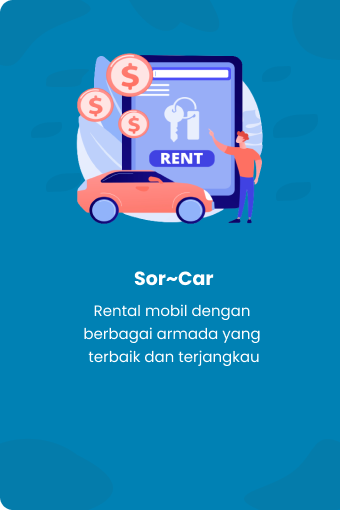 $
$
$
RENT
Sor~Car
Rental mobil dengan
berbagai armada yang
terbaik dan terjangkau